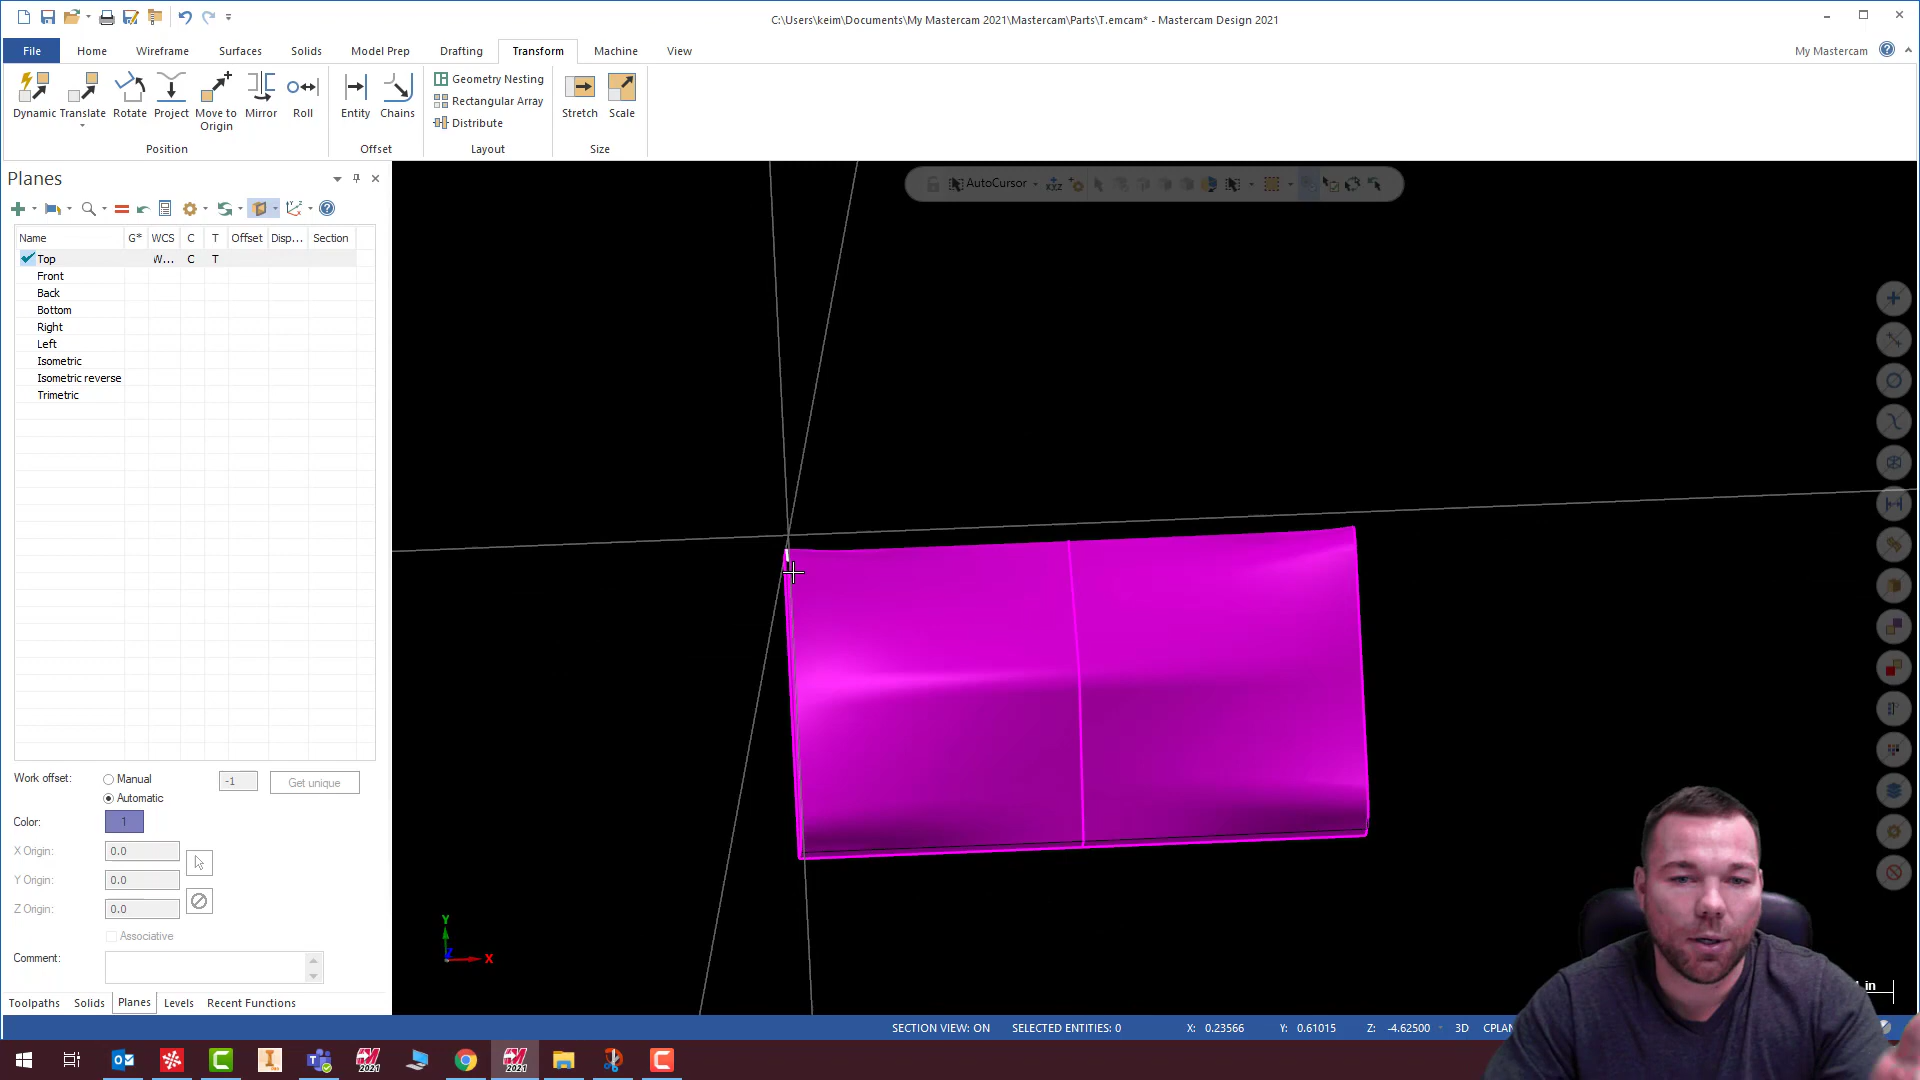 C:\Users\keim\Documents\My Mastercam 2021\Mastercam\Parts\T.emcam* - Mastercam Design 2021
File Home Wireframe Surfaces Solids Model Prep Drafting Transform Machine View My Mastercam
Dynamic Translate Rotate Project Move to Origin Mirror Roll
Position
Entity Chains
Offset
Geometry Nesting
Rectangular Array
Distribute
Layout
Stretch Scale
Size
Planes
AutoCursor
Name G* WCS C T Offset Disp... Section
Top W... C T
Front
Back
Bottom
Right
Left
Isometric
Isometric reverse
Trimetric
Work offset: Manual -1 Get unique
Automatic
Color: 1
X Origin: 0.0
Y Origin: 0.0
Z Origin: 0.0
Associative
Comment:
Y
Z
X
in
Toolpaths Solids Planes Levels Recent Functions
SECTION VIEW: ON SELECTED ENTITIES: 0 X: 0.23566 Y: 0.61015 Z: -4.62500 3D CPLAN
2021
2021